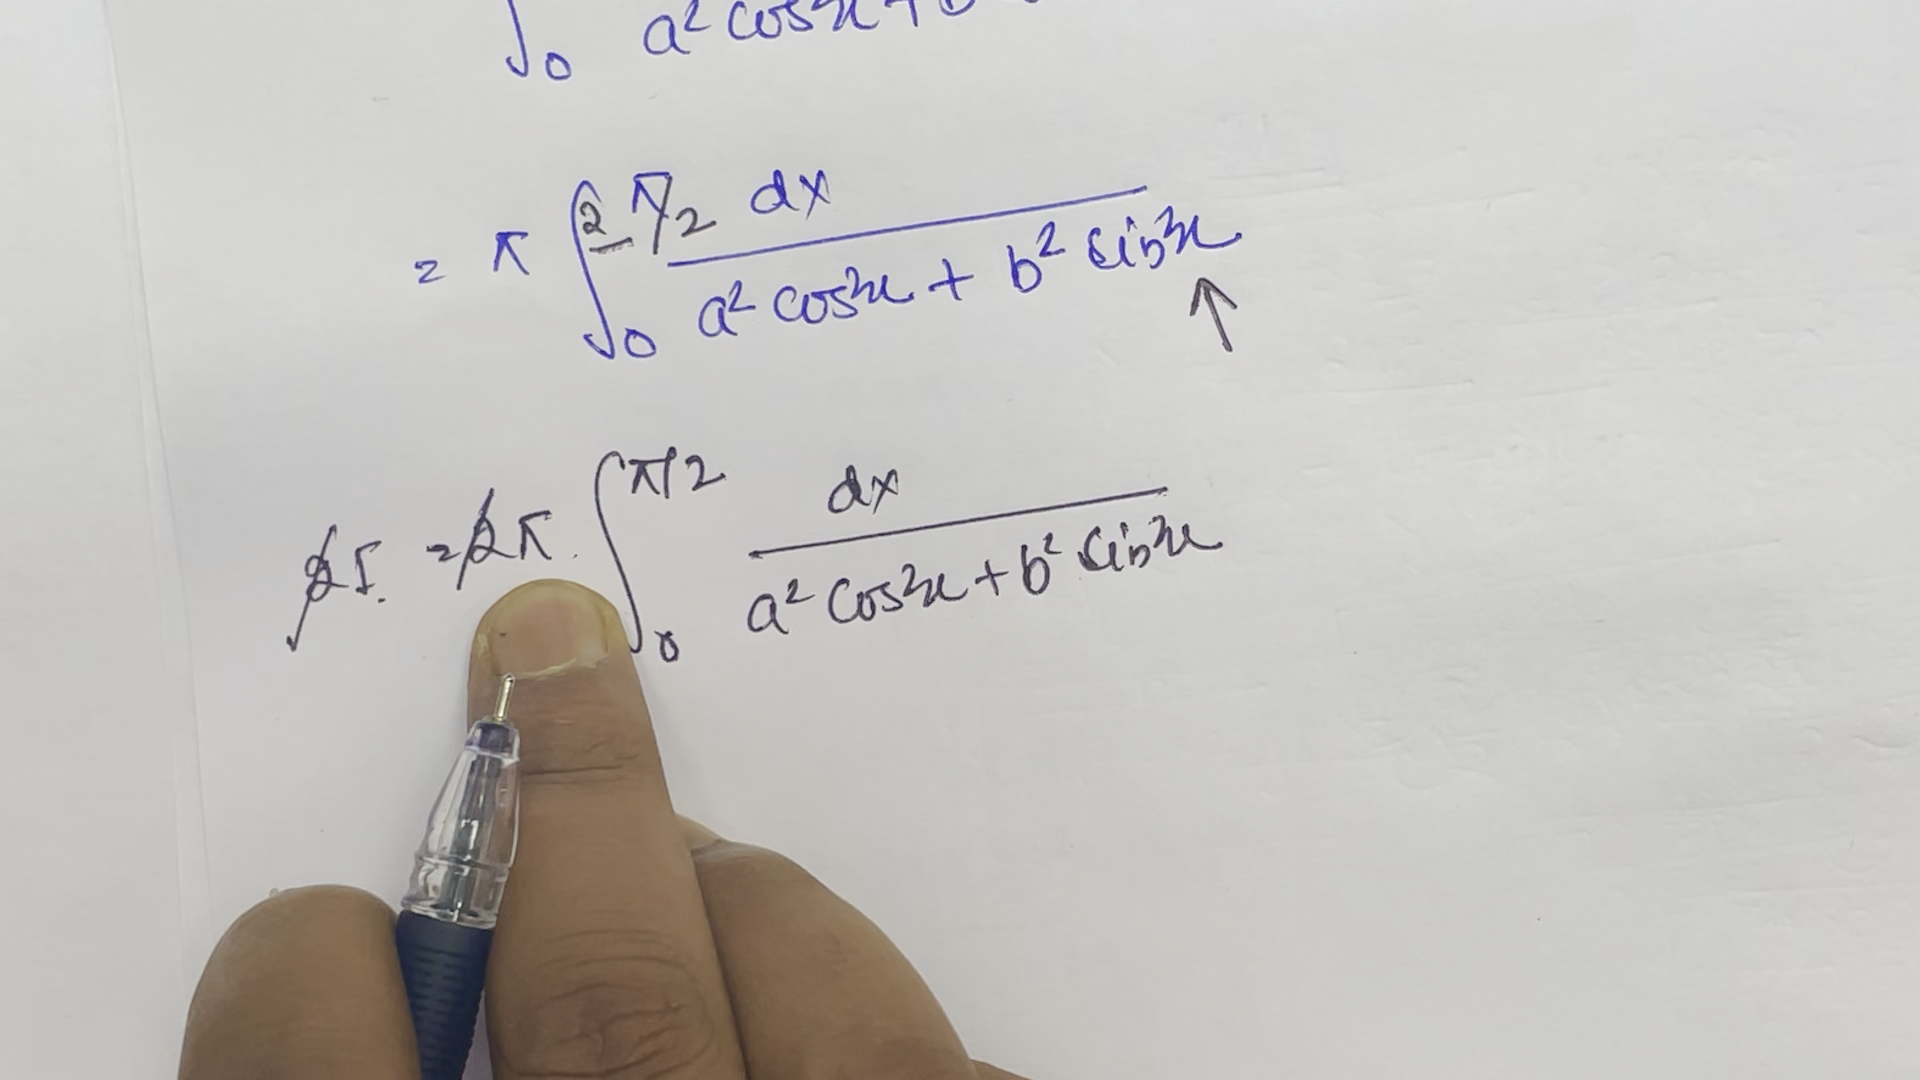 ∫₀ a² cos²x +
= π ∫₀^{2 π/2} dx / a² cos²x + b² sin²x
↑
2I. = 2π. ∫₀^{π/2} dx / a² cos²x + b² sin²x